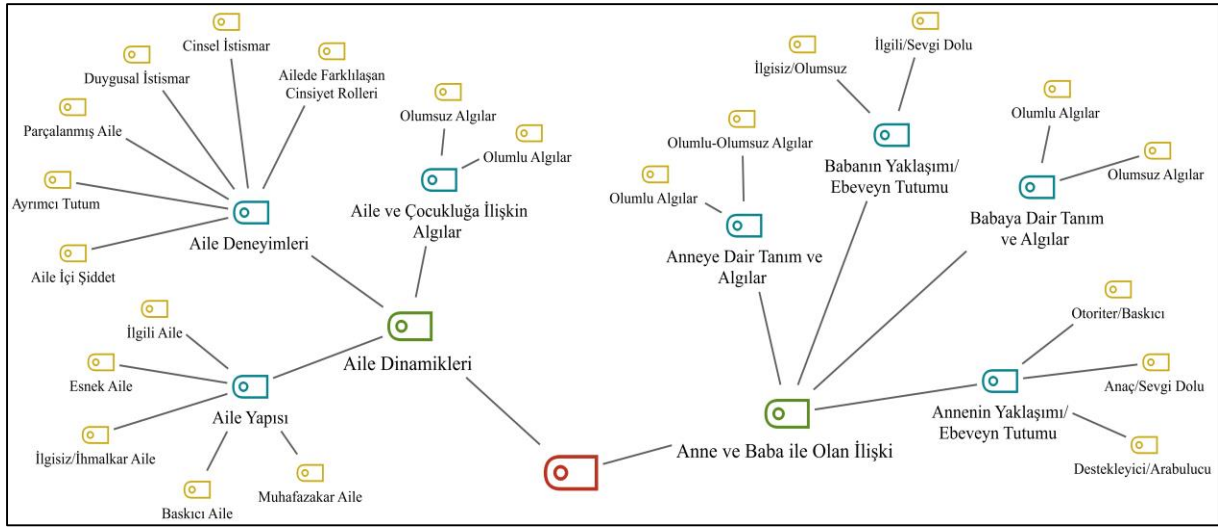 Cinsel İstismar
Duygusal İstismar
Ailede Farklılaşan
Cinsiyet Rolleri
Parçalanmış Aile
Ayrımcı Tutum
Aile İçi Şiddet
Aile Deneyimleri
Olumsuz Algılar
Olumlu Algılar
Aile ve Çocukluğa İlişkin
Algılar
İlgili Aile
Esnek Aile
İlgisiz/İhmalkar Aile
Baskıcı Aile
Muhafazakar Aile
Aile Yapısı
Aile Dinamikleri
İlgisiz/Olumsuz
İlgili/Sevgi Dolu
Babanın Yaklaşımı/
Ebeveyn Tutumu
Olumlu-Olumsuz Algılar
Olumlu Algılar
Anneye Dair Tanım ve
Algılar
Olumlu Algılar
Olumsuz Algılar
Babaya Dair Tanım
ve Algılar
Otoriter/Baskıcı
Anaç/Sevgi Dolu
Destekleyici/Arabulucu
Annenin Yaklaşımı/
Ebeveyn Tutumu
Anne ve Baba ile Olan İlişki